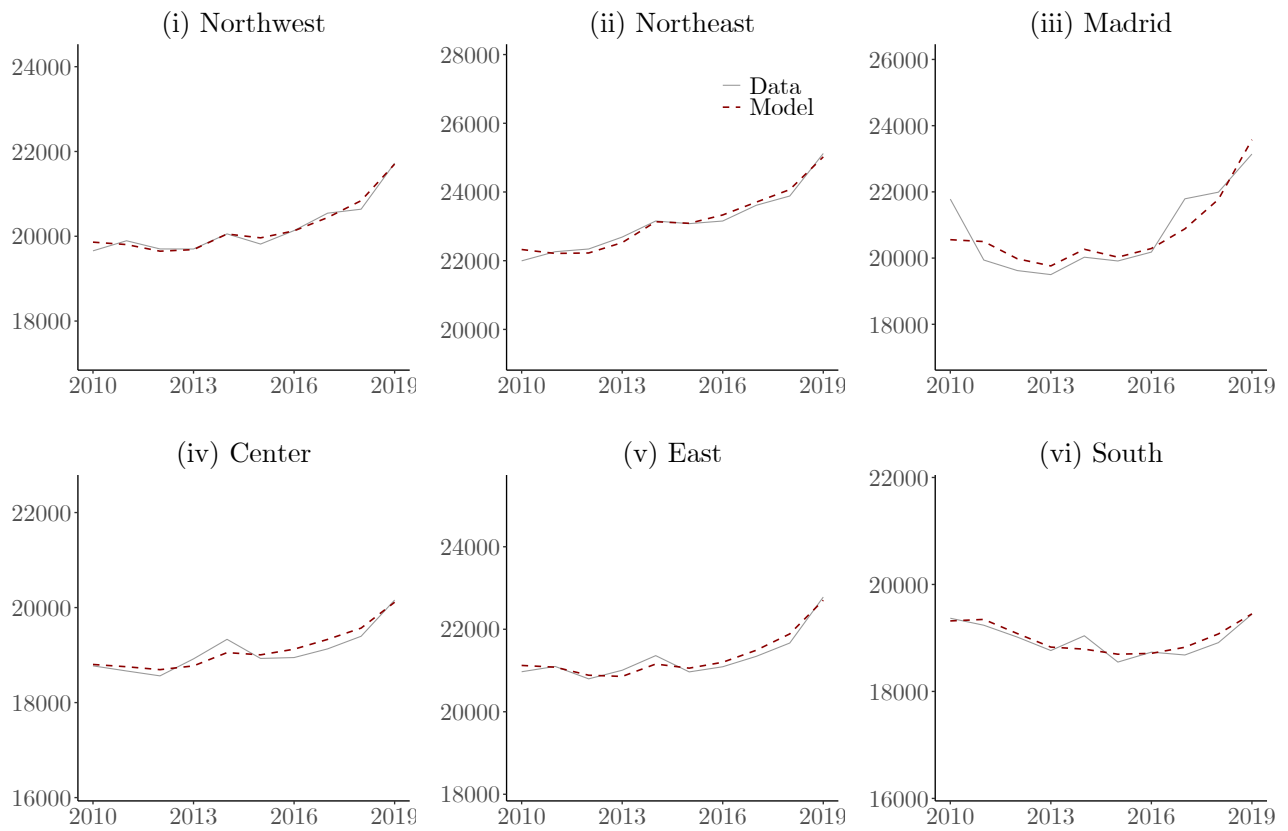 (i) Northwest
24000
22000
20000
18000
2010 2013 2016 2019
(ii) Northeast
Data
Model
28000
26000
24000
22000
20000
2010 2013 2016 2019
(iii) Madrid
26000
24000
22000
20000
18000
2010 2013 2016 2019
(iv) Center
22000
20000
18000
16000
2010 2013 2016 2019
(v) East
24000
22000
20000
18000
2010 2013 2016 2019
(vi) South
22000
20000
18000
16000
2010 2013 2016 2019